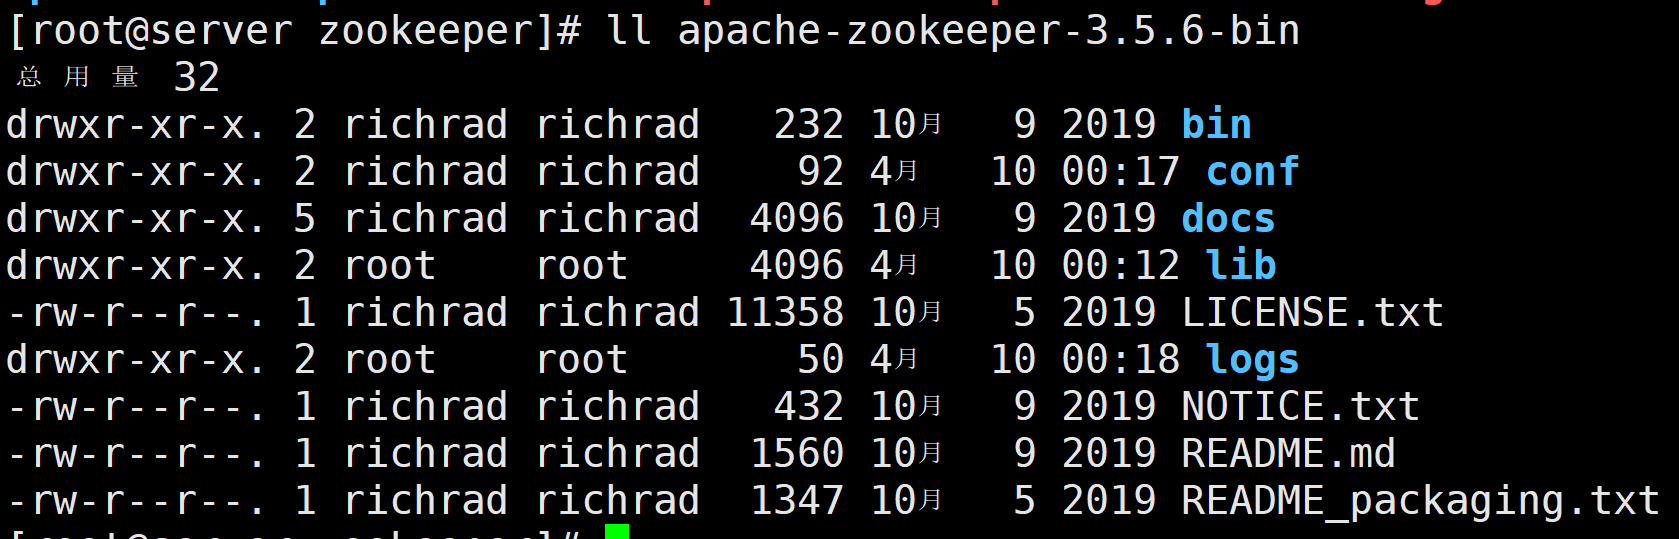 [root@server zookeeper]# ll apache-zookeeper-3.5.6-bin
总用量 32
drwxr-xr-x. 2 richrad richrad   232 10月   9 2019 bin
drwxr-xr-x. 2 richrad richrad    92 4月   10 00:17 conf
drwxr-xr-x. 5 richrad richrad  4096 10月   9 2019 docs
drwxr-xr-x. 2 root    root     4096 4月   10 00:12 lib
-rw-r--r--. 1 richrad richrad 11358 10月   5 2019 LICENSE.txt
drwxr-xr-x. 2 root    root       50 4月   10 00:18 logs
-rw-r--r--. 1 richrad richrad   432 10月   9 2019 NOTICE.txt
-rw-r--r--. 1 richrad richrad  1560 10月   9 2019 README.md
-rw-r--r--. 1 richrad richrad  1347 10月   5 2019 README_packaging.txt
[root@server zookeeper]#